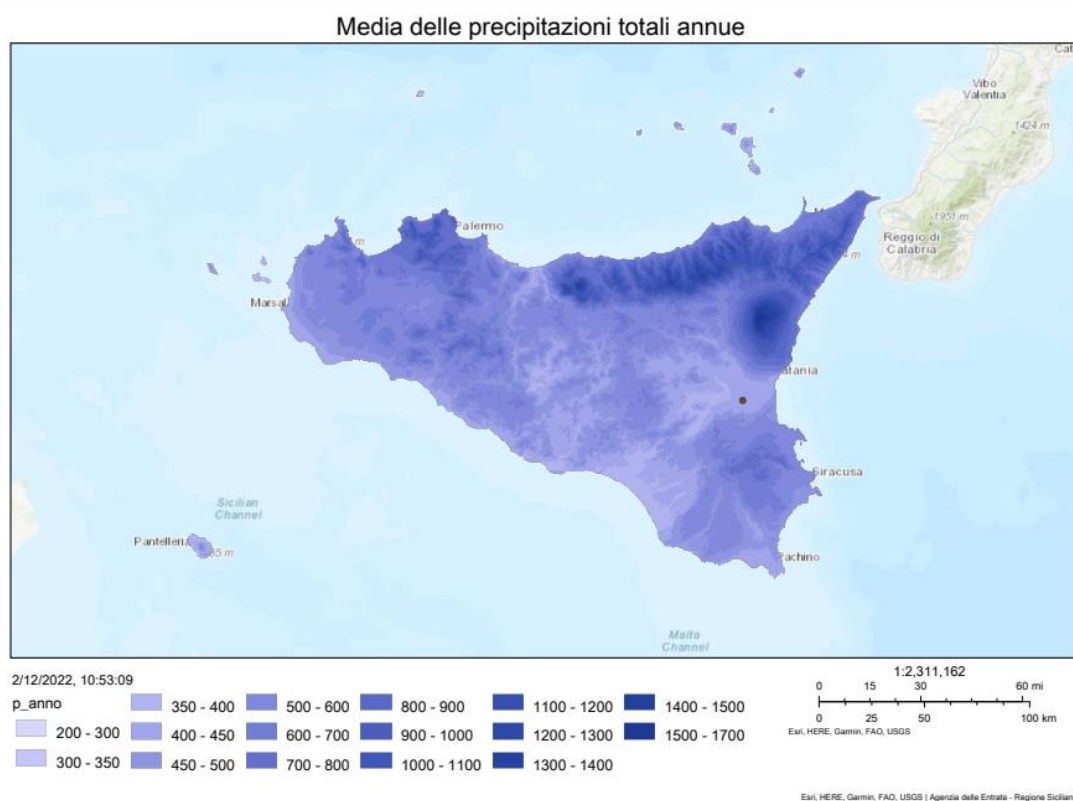 Media delle precipitazioni totali annue
Cat
Vibo
Valentia
1424 m
1951 m
Reggio di
Calabria
4 m
M
Palermo
m
Marsal
atania
Siracusa
Sicilian
Channel
Pantelleria
35 m
Pachino
Malta
Channel
2/12/2022, 10:53:09
p_anno
200 - 300
300 - 350
350 - 400
400 - 450
450 - 500
500 - 600
600 - 700
700 - 800
800 - 900
900 - 1000
1000 - 1100
1100 - 1200
1200 - 1300
1300 - 1400
1400 - 1500
1500 - 1700
1:2,311,162
0 15 30 60 mi
0 25 50 100 km
Esri, HERE, Garmin, FAO, USGS
Esri, HERE, Garmin, FAO, USGS | Agenzia delle Entrate - Regione Sicilian